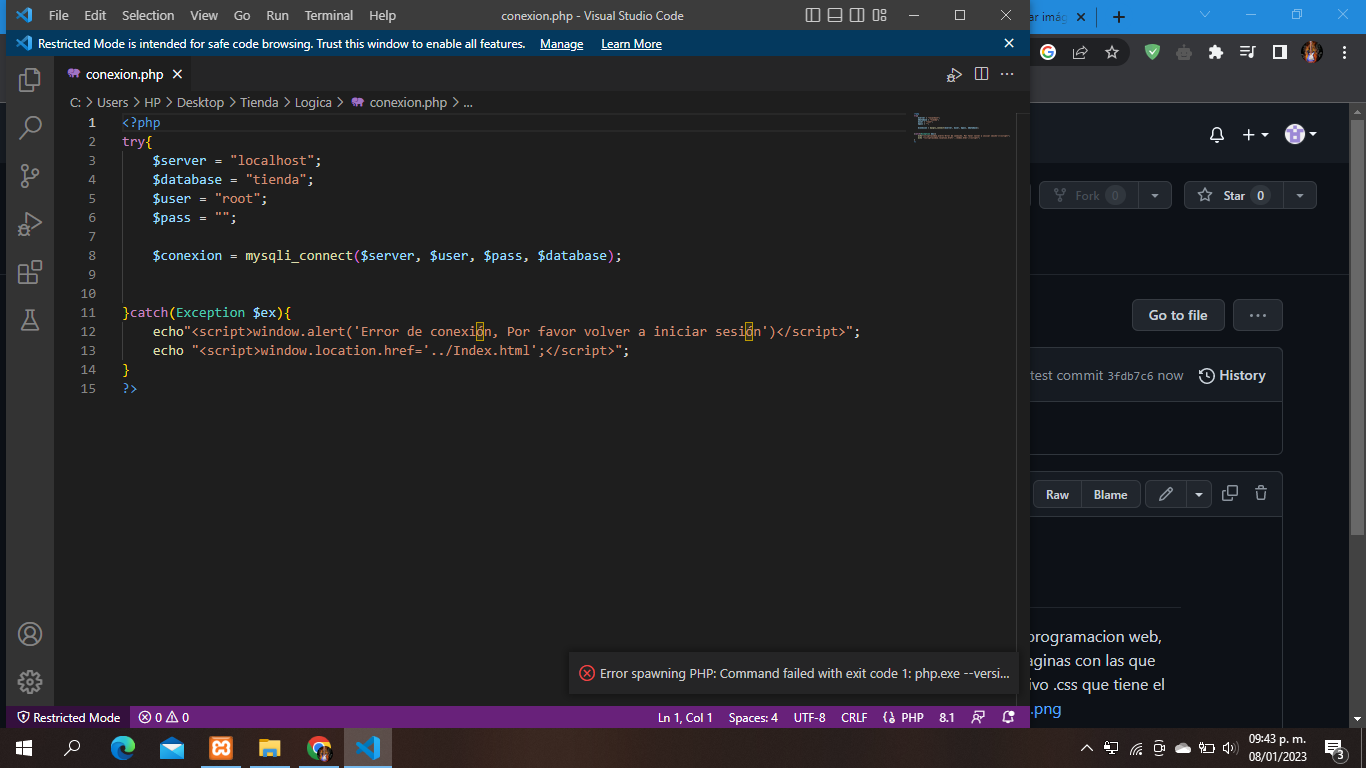 File Edit Selection View Go Run Terminal Help conexion.php - Visual Studio Code
ar imág
Restricted Mode is intended for safe code browsing. Trust this window to enable all features. Manage Learn More
conexion.php
C: > Users > HP > Desktop > Tienda > Logica > conexion.php > ...
1 <?php
2 try{
3 $server = "localhost";
4 $database = "tienda";
5 $user = "root";
6 $pass = "";
7
8 $conexion = mysqli_connect($server, $user, $pass, $database);
9
10
11 }catch(Exception $ex){
12 echo"<script>window.alert('Error de conexión, Por favor volver a iniciar sesión')</script>";
13 echo "<script>window.location.href='../Index.html';</script>";
14 }
15 ?>
Fork 0 Star 0
Go to file ...
test commit 3fdb7c6 now History
Raw Blame
programacion web,
aginas con las que
ivo .css que tiene el
.png
Error spawning PHP: Command failed with exit code 1: php.exe --versi...
Restricted Mode 0 0 Ln 1, Col 1 Spaces: 4 UTF-8 CRLF PHP 8.1
09:43 p. m.
08/01/2023
3